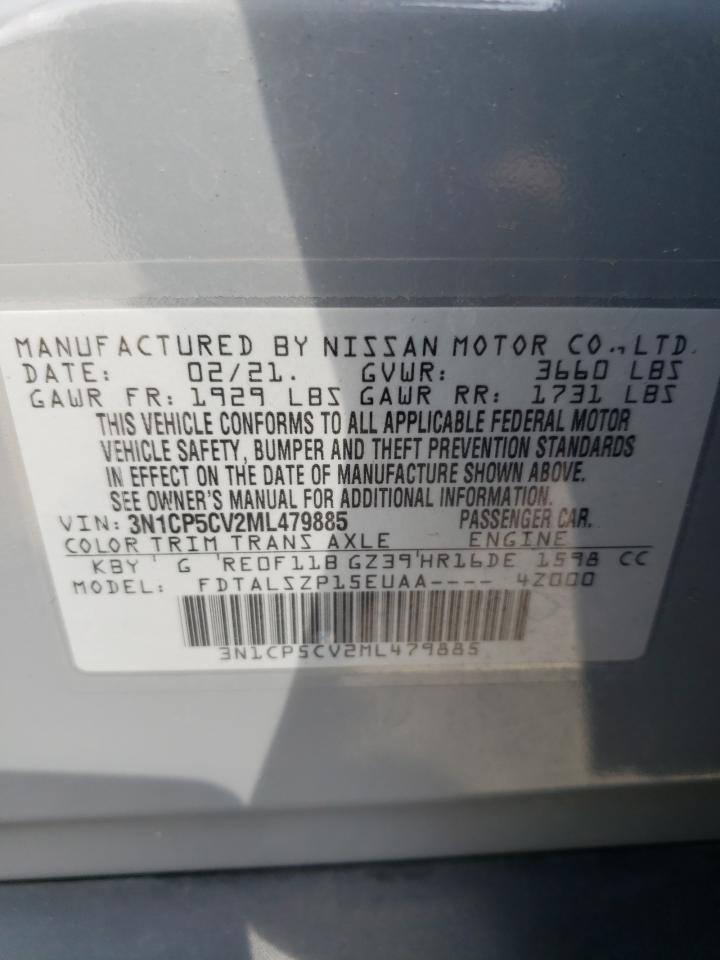 MANUFACTURED BY NISSAN MOTOR CO.,LTD.
DATE: 02/21. GVWR: 3660 LBS
GAWR FR: 1929 LBS GAWR RR: 1731 LBS
THIS VEHICLE CONFORMS TO ALL APPLICABLE FEDERAL MOTOR
VEHICLE SAFETY, BUMPER AND THEFT PREVENTION STANDARDS
IN EFFECT ON THE DATE OF MANUFACTURE SHOWN ABOVE.
SEE OWNER'S MANUAL FOR ADDITIONAL INFORMATION.
VIN: 3N1CP5CV2ML479885 PASSENGER CAR.
COLOR TRIM TRANS AXLE ENGINE
KBY ' G 'RE0F11B GZ39'HR16DE 1598 CC
MODEL: FDTALSZP15EUAA---- 4Z000
3N1CP5CV2ML479885